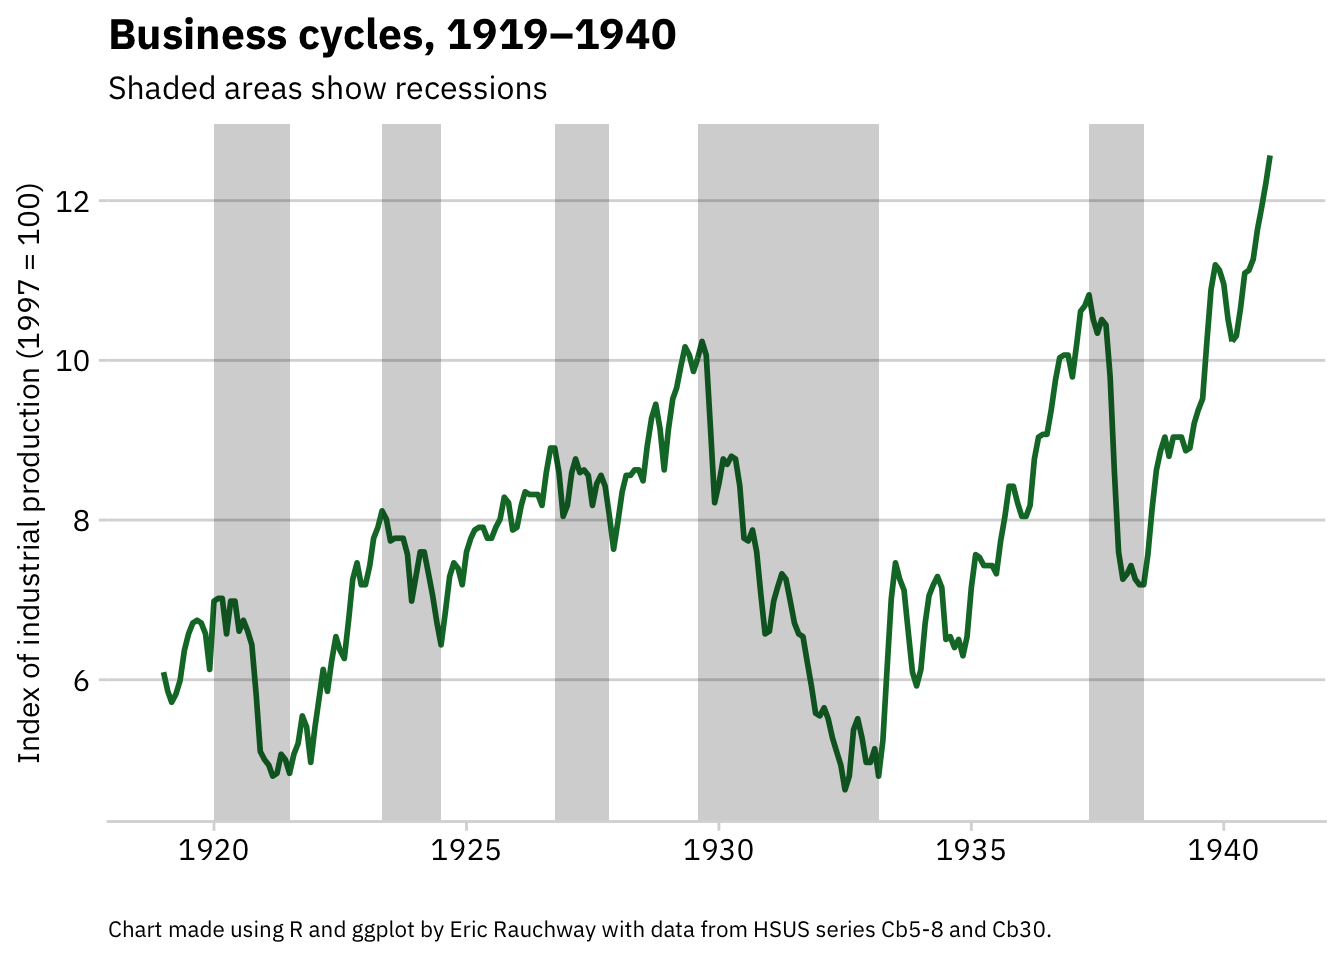 Business cycles, 1919–1940
Shaded areas show recessions
Index of industrial production (1997 = 100)
12
10
8
6
1920 1925 1930 1935 1940
Chart made using R and ggplot by Eric Rauchway with data from HSUS series Cb5-8 and Cb30.